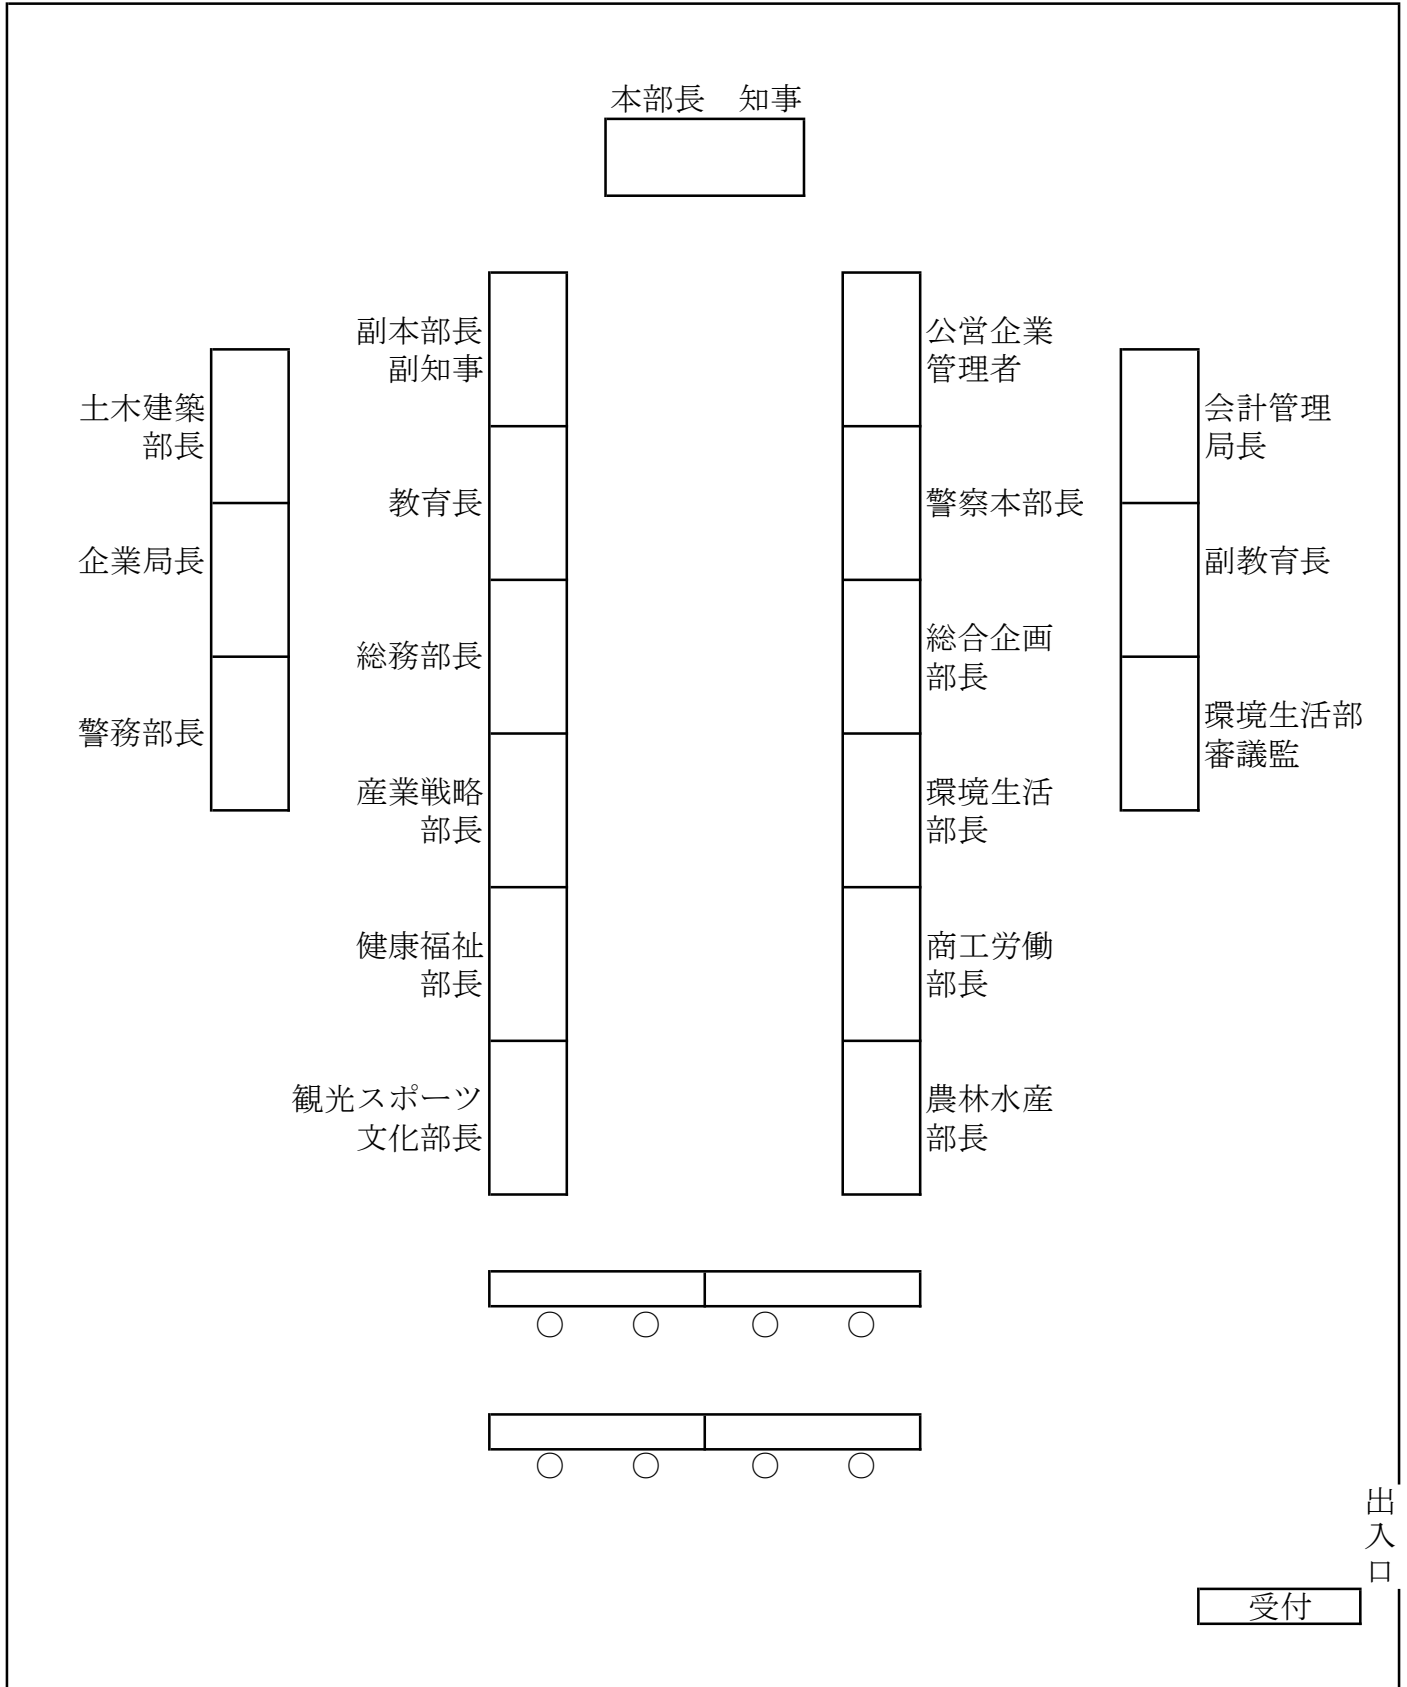 本部長　知事
副本部長
副知事
公営企業
管理者
土木建築
部長
会計管理
局長
教育長
警察本部長
企業局長
副教育長
総務部長
総合企画
部長
警務部長
環境生活部
審議監
産業戦略
部長
環境生活
部長
健康福祉
部長
商工労働
部長
観光スポーツ
文化部長
農林水産
部長
出入口
受付